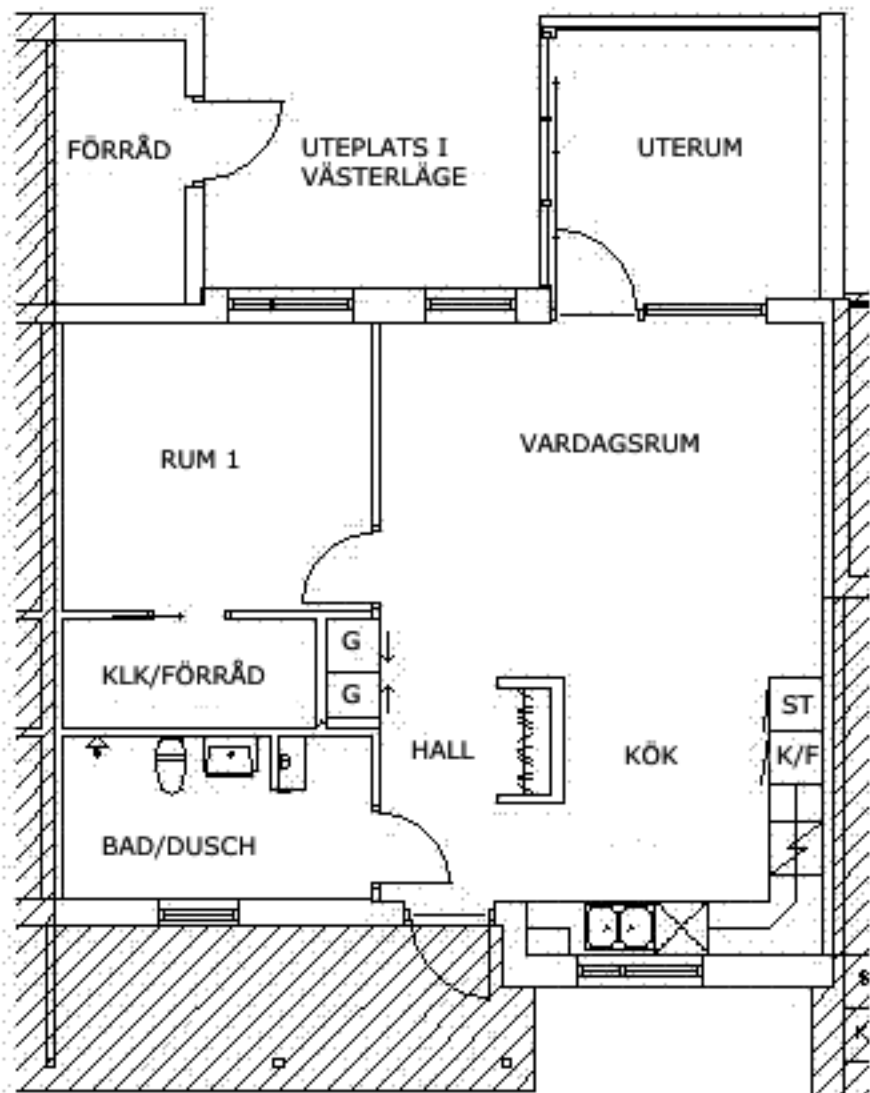 FÖRRÅD
UTEPLATS I
VÄSTERLÄGE
UTERUM
RUM 1
VARDAGSRUM
KLK/FÖRRÅD
G
G
HALL
KÖK
ST
K/F
BAD/DUSCH
S
K